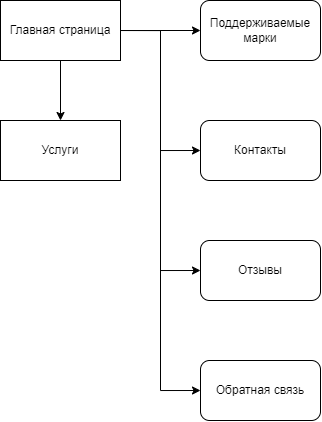 Главная страница
Поддерживаемые
марки
Услуги
Контакты
Отзывы
Обратная связь